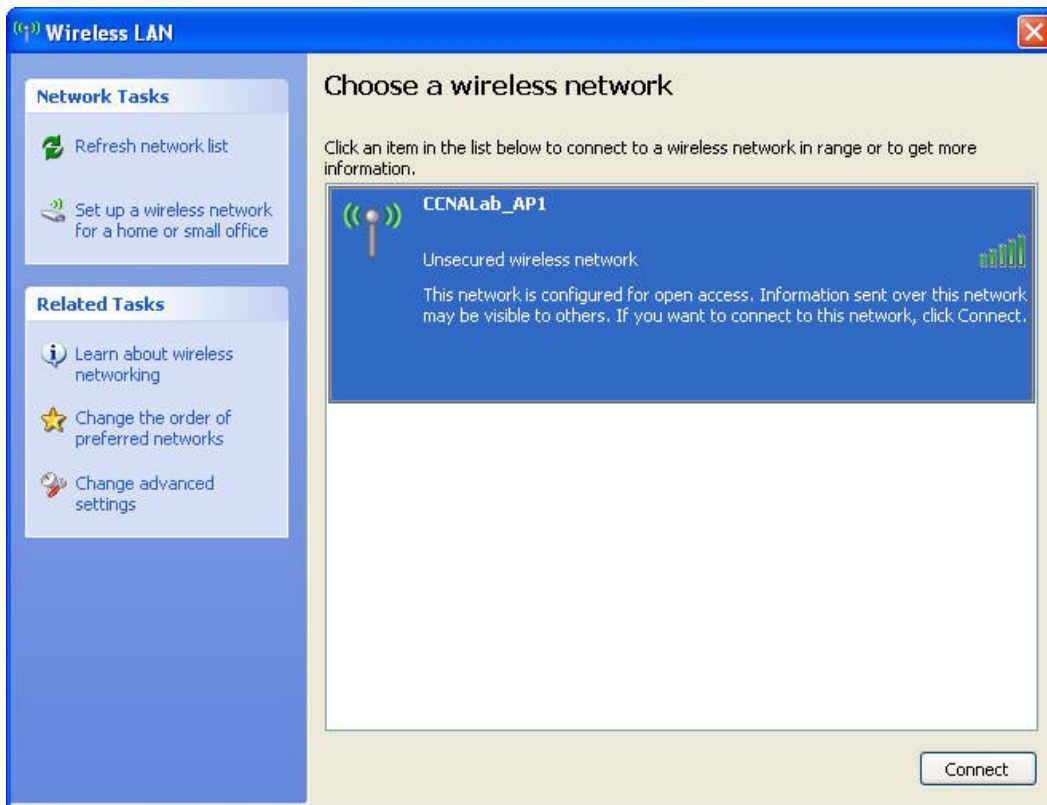 Wireless LAN
Network Tasks
Refresh network list
Set up a wireless network
for a home or small office
Related Tasks
Learn about wireless
networking
Change the order of
preferred networks
Change advanced
settings
Choose a wireless network
Click an item in the list below to connect to a wireless network in range or to get more
information.
CCNALab_AP1
Unsecured wireless network
This network is configured for open access. Information sent over this network
may be visible to others. If you want to connect to this network, click Connect.
Connect